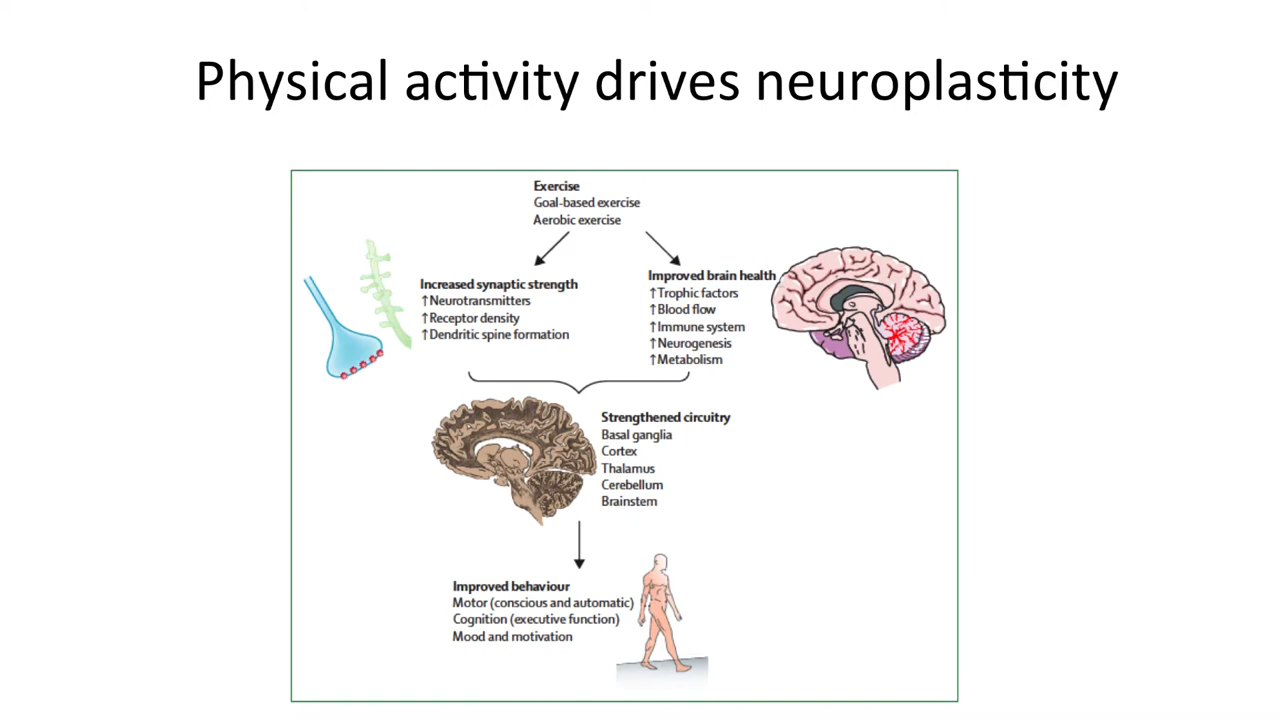 Physical activity drives neuroplasticity
Exercise
Goal-based exercise
Aerobic exercise
Increased synaptic strength
↑Neurotransmitters
↑Receptor density
↑Dendritic spine formation
Improved brain health
↑Trophic factors
↑Blood flow
↑Immune system
↑Neurogenesis
↑Metabolism
Strengthened circuitry
Basal ganglia
Cortex
Thalamus
Cerebellum
Brainstem
Improved behaviour
Motor (conscious and automatic)
Cognition (executive function)
Mood and motivation